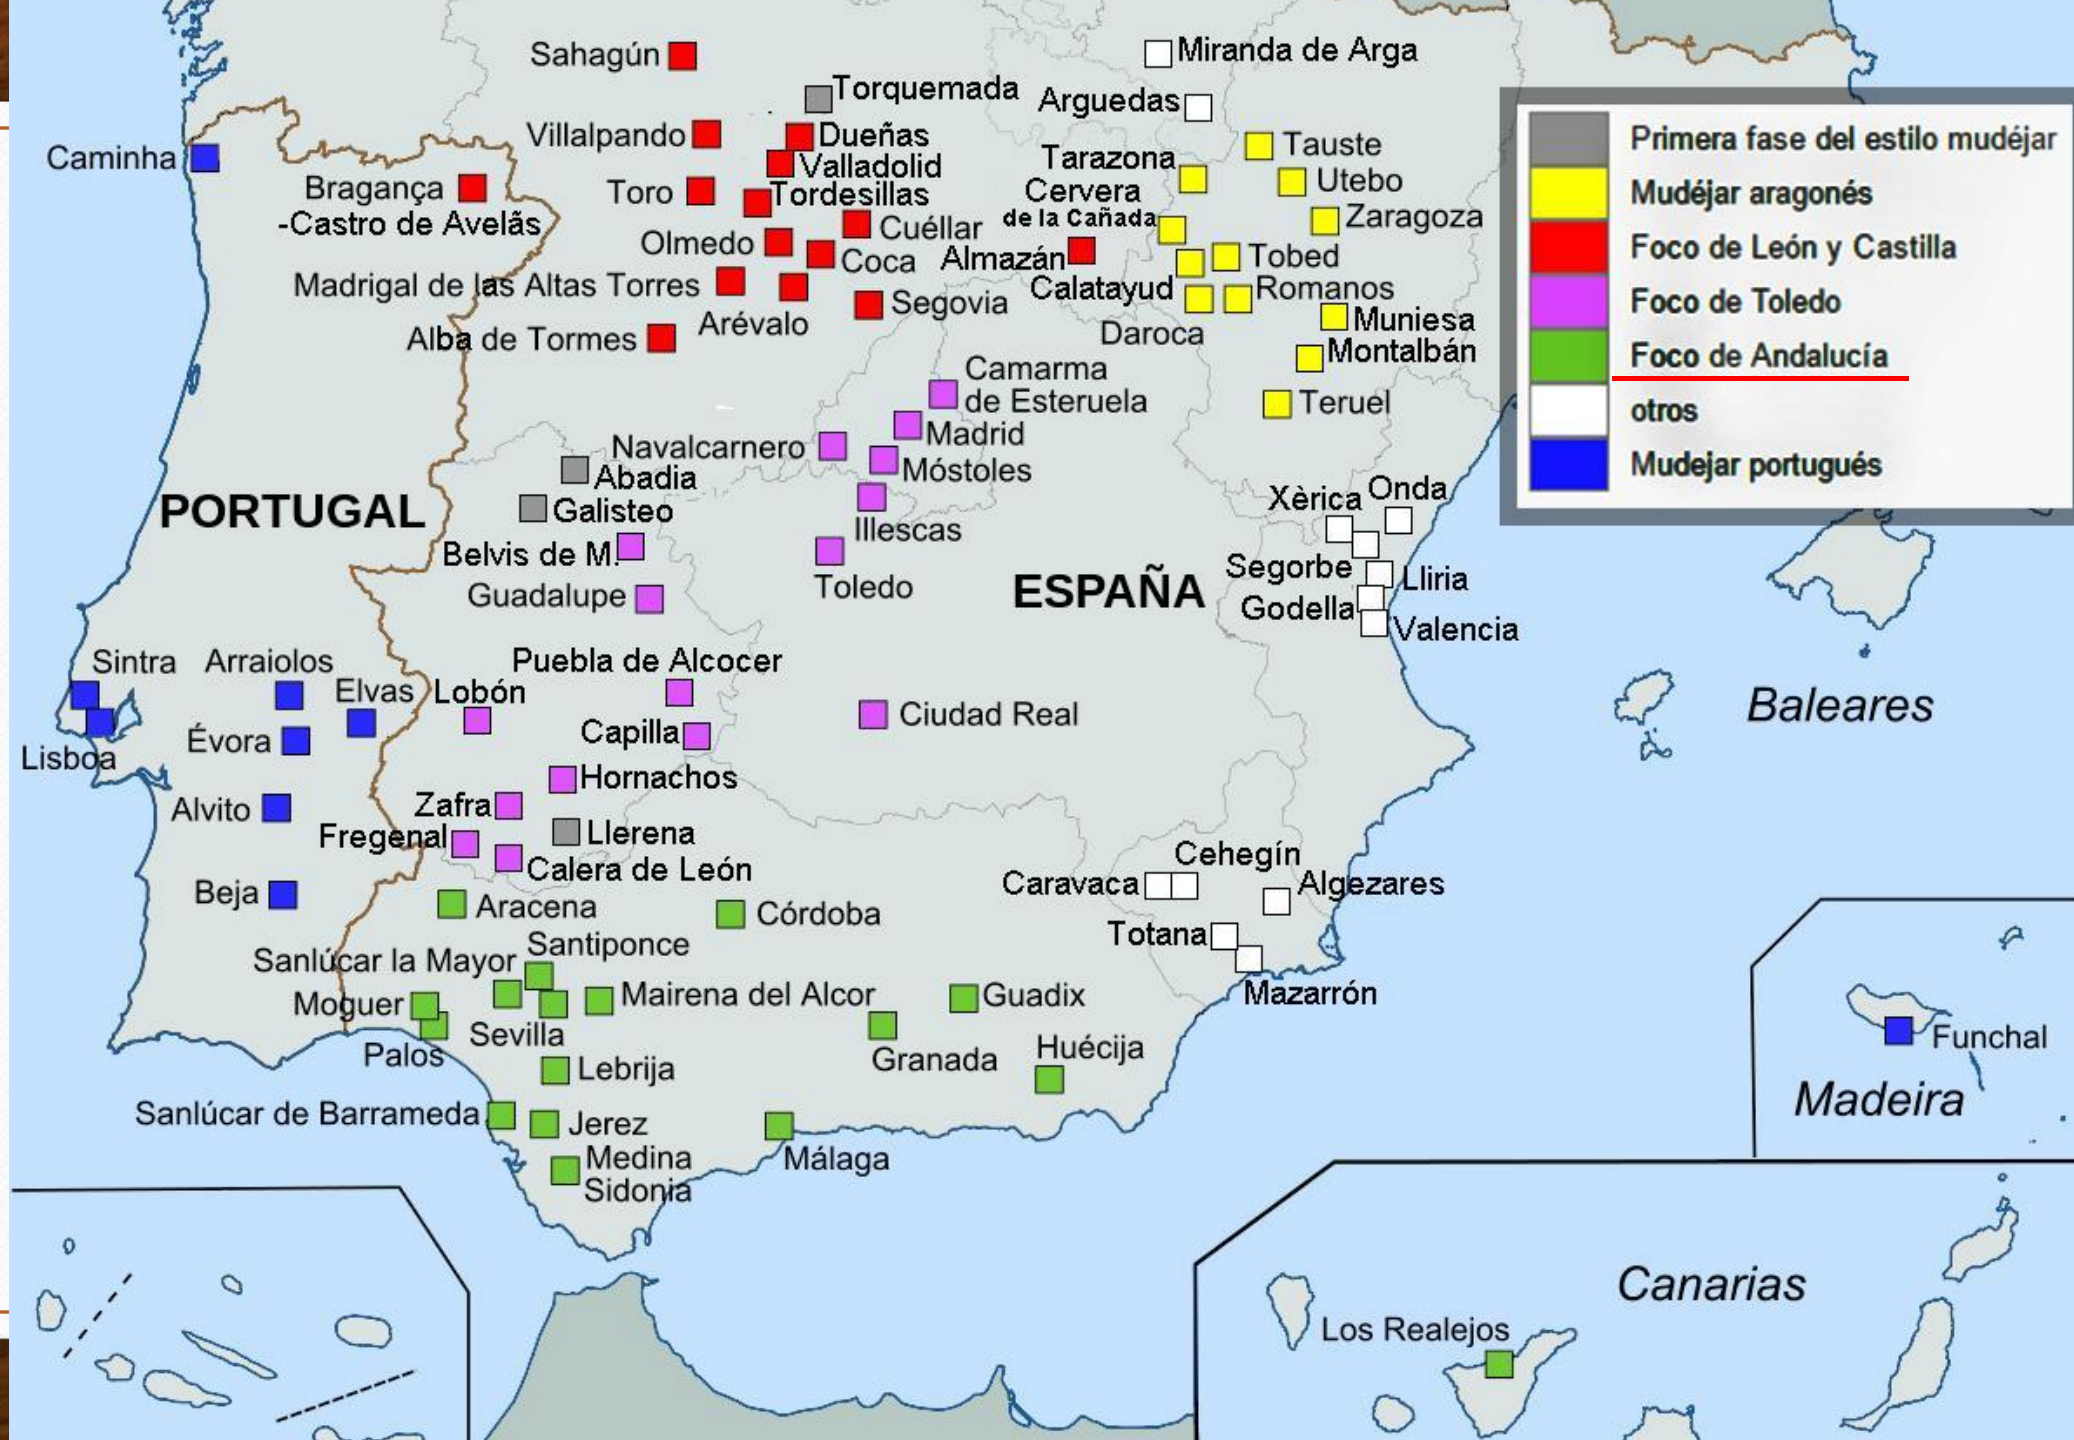 Sahagún
Miranda de Arga
Torquemada
Arguedas
Villalpando
Dueñas
Valladolid
Caminha
Bragança
-Castro de Avelãs
Toro
Tordesillas
Cuéllar
Olmedo
Coca
Madrigal de las Altas Torres
Arévalo
Segovia
Alba de Tormes
Tarazona
Cervera
de la Cañada
Almazán
Calatayud
Daroca
Tauste
Utebo
Zaragoza
Tobed
Romanos
Muniesa
Montalbán
Teruel
Primera fase del estilo mudéjar
Mudéjar aragonés
Foco de León y Castilla
Foco de Toledo
Foco de Andalucía
otros
Mudejar portugués
Camarma
de Esteruela
Madrid
Navalcarnero
Móstoles
Illescas
Toledo
Abadia
Galisteo
Belvis de M.
Guadalupe
PORTUGAL
ESPAÑA
Xèrica
Onda
Segorbe
Lliria
Godella
Valencia
Baleares
Sintra
Arraiolos
Elvas
Lobón
Puebla de Alcocer
Lisboa
Évora
Capilla
Ciudad Real
Hornachos
Alvito
Zafra
Fregenal
Llerena
Calera de León
Beja
Aracena
Córdoba
Caravaca
Cehegín
Algezares
Totana
Mazarrón
Santiponce
Sanlúcar la Mayor
Moguer
Mairena del Alcor
Guadix
Palos
Sevilla
Granada
Huécija
Lebrija
Sanlúcar de Barrameda
Jerez
Medina
Sidonia
Málaga
Funchal
Madeira
Canarias
Los Realejos